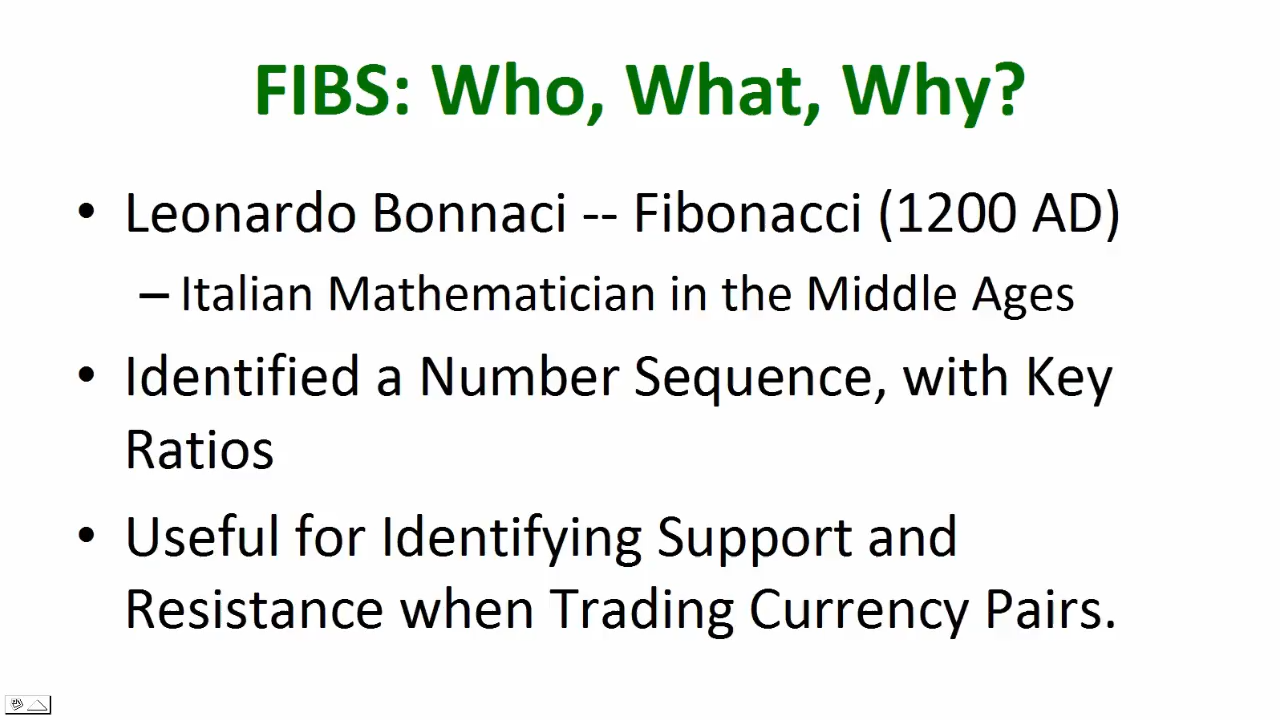 FIBS: Who, What, Why?
• Leonardo Bonnaci -- Fibonacci (1200 AD)
– Italian Mathematician in the Middle Ages
• Identified a Number Sequence, with Key
Ratios
• Useful for Identifying Support and
Resistance when Trading Currency Pairs.